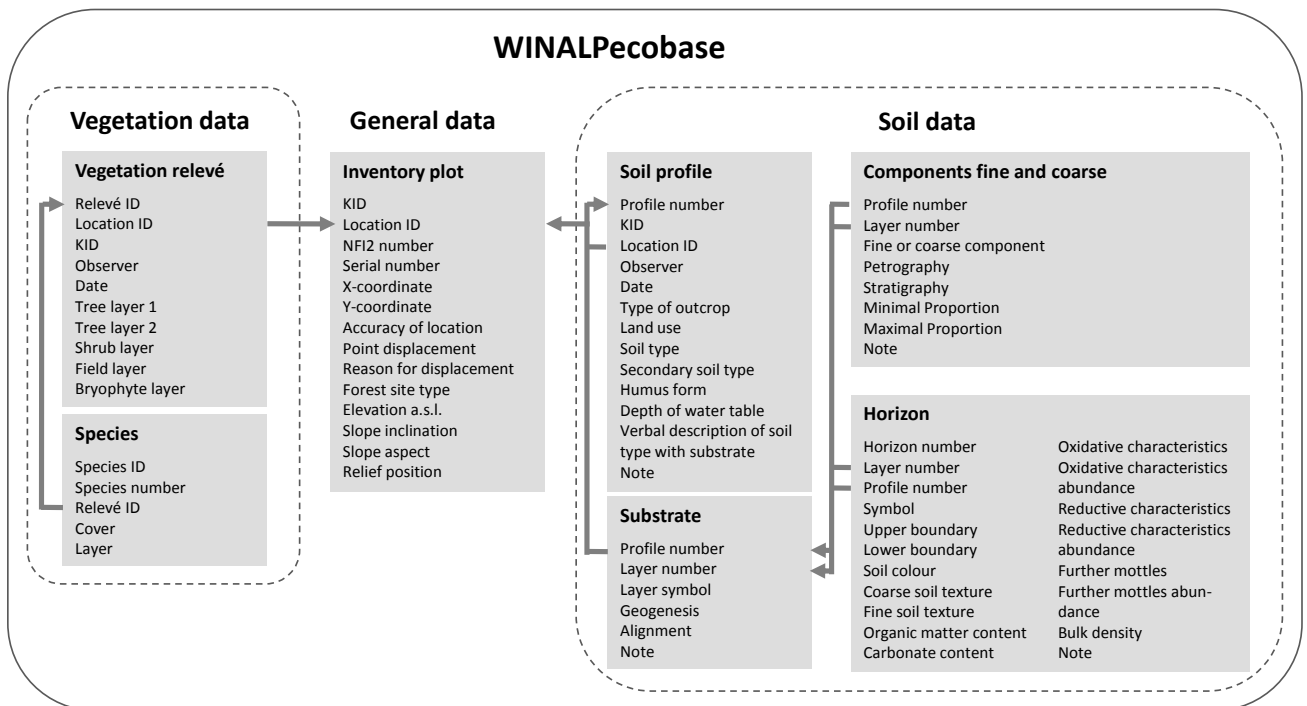 WINALPecobase
Vegetation data
Vegetation relevé
Relevé ID
Location ID
KID
Observer
Date
Tree layer 1
Tree layer 2
Shrub layer
Field layer
Bryophyte layer
Species
Species ID
Species number
Relevé ID
Cover
Layer
General data
Inventory plot
KID
Location ID
NFI2 number
Serial number
X-coordinate
Y-coordinate
Accuracy of location
Point displacement
Reason for displacement
Forest site type
Elevation a.s.l.
Slope inclination
Slope aspect
Relief position
Soil data
Soil profile
Profile number
KID
Location ID
Observer
Date
Type of outcrop
Land use
Soil type
Secondary soil type
Humus form
Depth of water table
Verbal description of soil
type with substrate
Note
Substrate
Profile number
Layer number
Layer symbol
Geogenesis
Alignment
Note
Components fine and coarse
Profile number
Layer number
Fine or coarse component
Petrography
Stratigraphy
Minimal Proportion
Maximal Proportion
Note
Horizon
Horizon number
Layer number
Profile number
Symbol
Upper boundary
Lower boundary
Soil colour
Coarse soil texture
Fine soil texture
Organic matter content
Carbonate content
Oxidative characteristics
Oxidative characteristics
abundance
Reductive characteristics
Reductive characteristics
abundance
Further mottles
Further mottles abun-
dance
Bulk density
Note